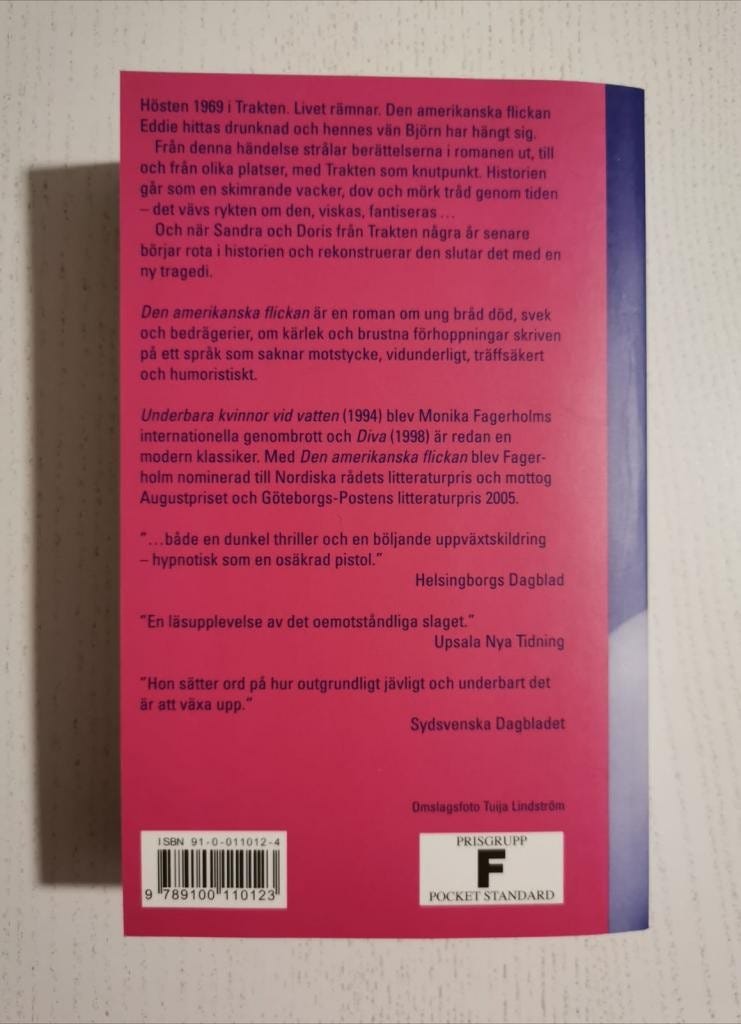 Hösten 1969 i Trakten. Livet rämnar. Den amerikanska flickan
Eddie hittas drunknad och hennes vän Björn har hängt sig.
Från denna händelse strålar berättelserna i romanen ut, till
och från olika platser, med Trakten som knutpunkt. Historien
går som en skimrande vacker, dov och mörk tråd genom tiden
– det vävs rykten om den, viskas, fantiseras …
Och när Sandra och Doris från Trakten några år senare
börjar rota i historien och rekonstruerar den slutar det med en
ny tragedi.
Den amerikanska flickan är en roman om ung bråd död, svek
och bedrägerier, om kärlek och brustna förhoppningar skriven
på ett språk som saknar motstycke, vidunderligt, träffsäkert
och humoristiskt.
Underbara kvinnor vid vatten (1994) blev Monika Fagerholms
internationella genombrott och Diva (1998) är redan en
modern klassiker. Med Den amerikanska flickan blev Fager-
holm nominerad till Nordiska rådets litteraturpris och mottog
Augustpriset och Göteborgs-Postens litteraturpris 2005.
”…både en dunkel thriller och en böljande uppväxtskildring
– hypnotisk som en osäkrad pistol.”
Helsingborgs Dagblad
”En läsupplevelse av det oemotståndliga slaget.”
Upsala Nya Tidning
”Hon sätter ord på hur outgrundligt jävligt och underbart det
är att växa upp.”
Sydsvenska Dagbladet
Omslagsfoto Tuija Lindström
ISBN 91-0-011012-4
9 789100 110123
PRISGRUPP
F
POCKET STANDARD